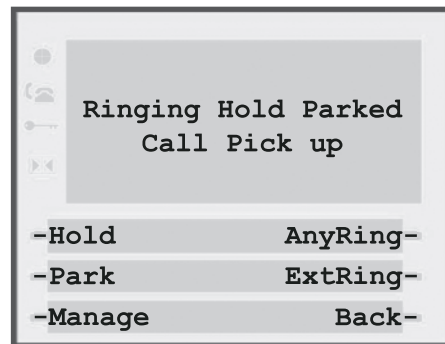 Ringing Hold Parked
Call Pick up
-Hold AnyRing-
-Park ExtRing-
-Manage Back-